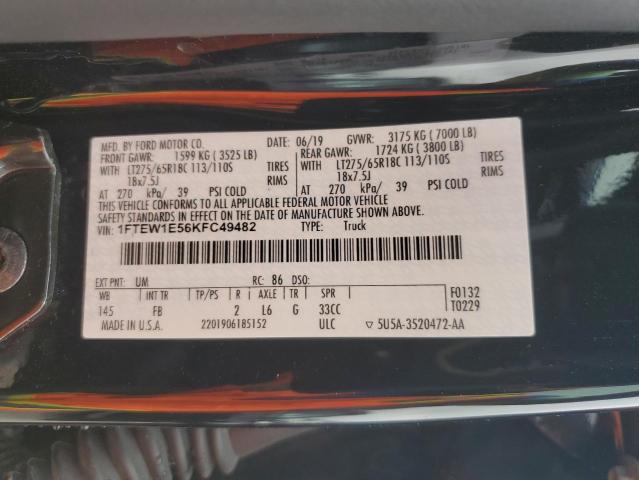 MFD. BY FORD MOTOR CO. DATE: 06/19 GVWR: 3175 KG ( 7000 LB)
FRONT GAWR: 1599 KG ( 3525 LB) REAR GAWR: 1724 KG ( 3800 LB)
WITH LT275/65R18C 113/110S TIRES WITH LT275/65R18C 113/110S TIRES
18x7.5J RIMS 18x7.5J RIMS
AT 270 kPa/ 39 PSI COLD AT 270 kPa/ 39 PSI COLD
THIS VEHICLE CONFORMS TO ALL APPLICABLE FEDERAL MOTOR VEHICLE
SAFETY STANDARDS IN EFFECT ON THE DATE OF MANUFACTURE SHOWN ABOVE.
VIN: 1FTEW1E56KFC49482 TYPE: Truck
EXT PNT: UM RC: 86 DSO:
WB INT TR TP/PS R AXLE TR SPR F0132
145 FB 2 L6 G 33CC T0229
MADE IN U.S.A. 2201906185152 ULC ▽ 5U5A-3520472-AA